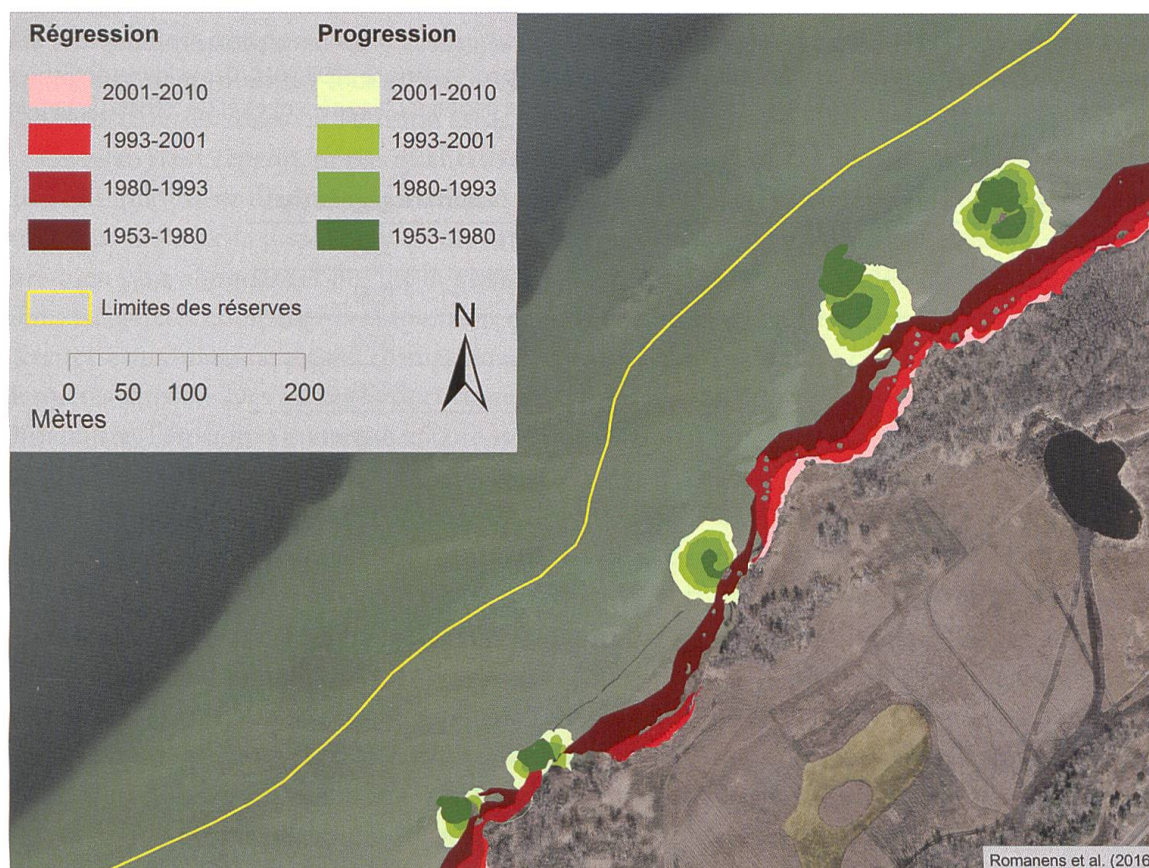 Régression
2001-2010
1993-2001
1980-1993
1953-1980
Progression
2001-2010
1993-2001
1980-1993
1953-1980
Limites des réserves
N
0 50 100 200
Mètres
Romanens et al. (2016